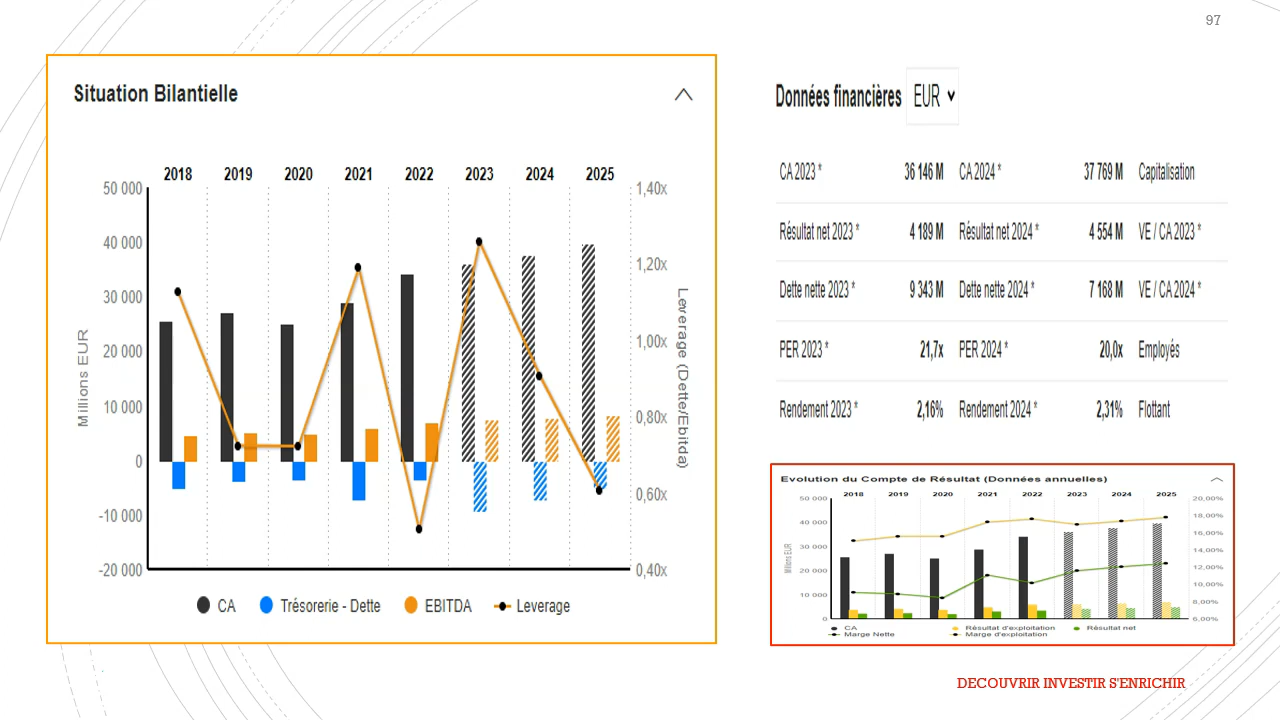 97
Situation Bilantielle
2018 2019 2020 2021 2022 2023 2024 2025
50 000 1,40x
40 000
1,20x
30 000
1,00x
20 000
10 000
0,80x
0
0,60x
-10 000
-20 000 0,40x
Millions EUR
Leverage (Dette/Ebitda)
CA Trésorerie - Dette EBITDA Leverage
Données financières EUR
CA 2023 * 36 146 M CA 2024 * 37 769 M Capitalisation
Résultat net 2023 * 4 189 M Résultat net 2024 * 4 554 M VE / CA 2023 *
Dette nette 2023 * 9 343 M Dette nette 2024 * 7 168 M VE / CA 2024 *
PER 2023 * 21,7x PER 2024 * 20,0x Employés
Rendement 2023 * 2,16% Rendement 2024 * 2,31% Flottant
Evolution du Compte de Résultat (Données annuelles)
2018 2019 2020 2021 2022 2023 2024 2025
50 000 20,00%
18,00%
40 000
16,00%
30 000
14,00%
20 000 12,00%
10,00%
10 000
8,00%
0 6,00%
Millions EUR
CA Résultat d'exploitation Résultat net
Marge Nette Marge d'exploitation
DECOUVRIR INVESTIR S'ENRICHIR